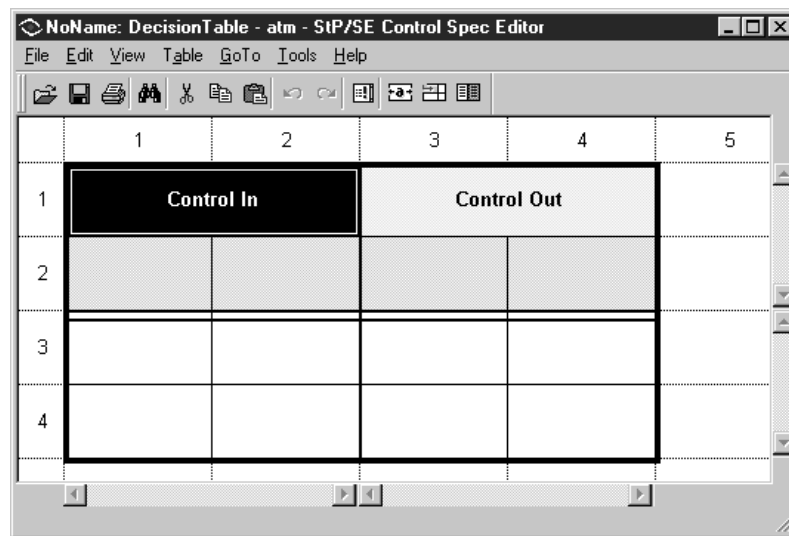 NoName: DecisionTable - atm - StP/SE Control Spec Editor
File Edit View Table GoTo Tools Help
1 2 3 4 5
1 Control In Control Out
2
3
4